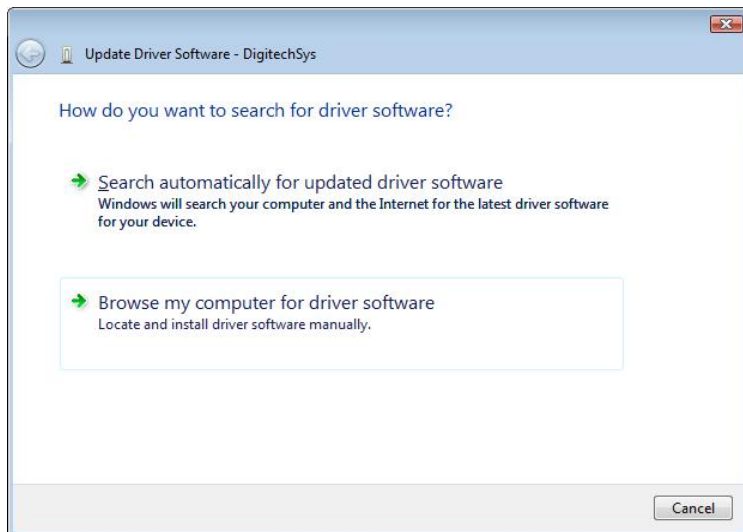 Update Driver Software - DigitechSys
How do you want to search for driver software?
Search automatically for updated driver software
Windows will search your computer and the Internet for the latest driver software
for your device.
Browse my computer for driver software
Locate and install driver software manually.
Cancel